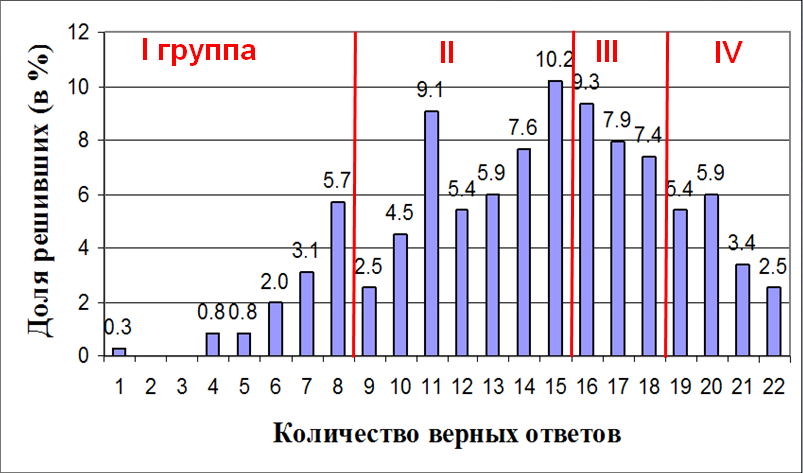 I группа II III IV
Доля решивших (в %)
12
10
8
6
4
2
0
0.3 0.8 0.8 2.0 3.1 5.7 2.5 4.5 9.1 5.4 5.9 7.6 10.2 9.3 7.9 7.4 5.4 5.9 3.4 2.5
1 2 3 4 5 6 7 8 9 10 11 12 13 14 15 16 17 18 19 20 21 22
Количество верных ответов